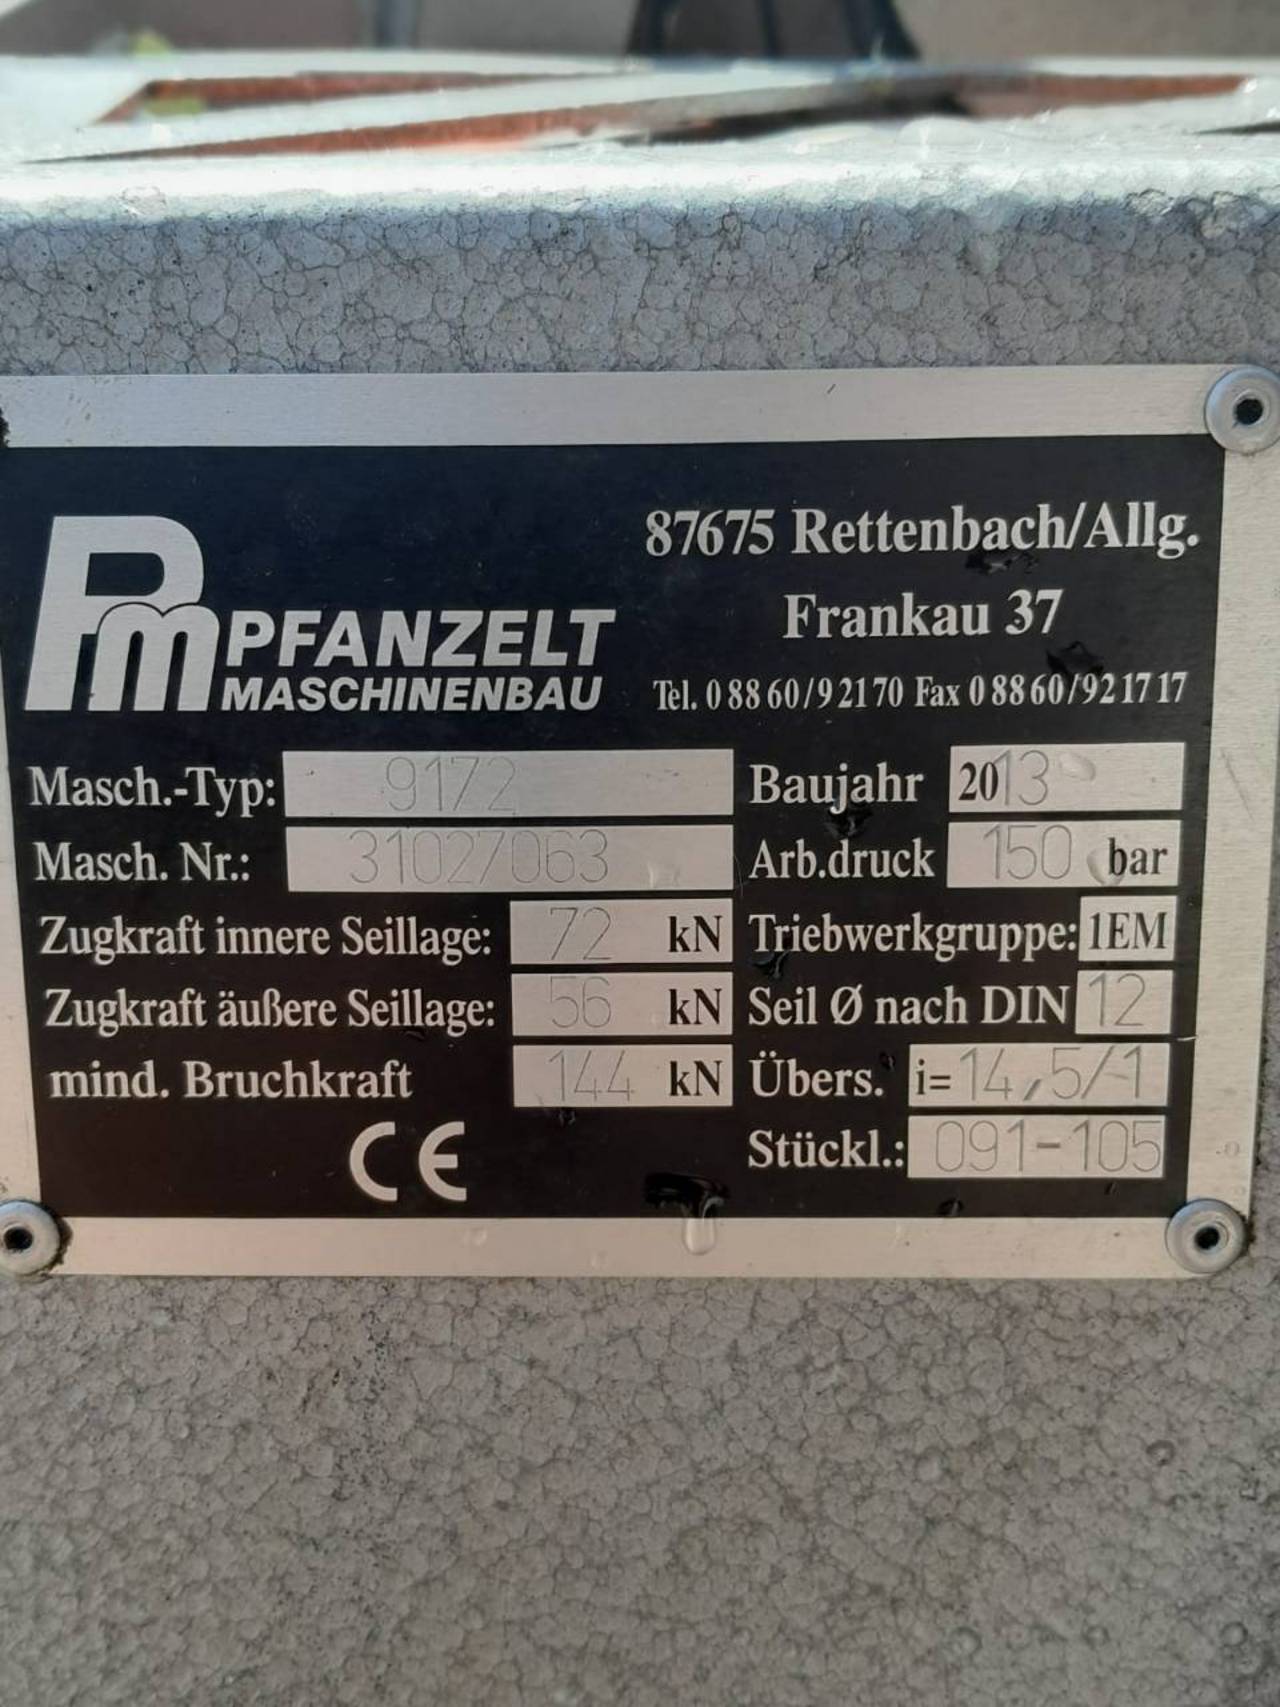 87675 Rettenbach/Allg.
Frankau 37
Pm PFANZELT
MASCHINENBAU
Tel. 0 88 60/9 21 70 Fax 0 88 60/92 17 17
Masch.-Typ: 9172
Baujahr 2013
Masch. Nr.: 31027063
Arb.druck 150 bar
Zugkraft innere Seillage: 72 kN
Triebwerkgruppe: 1EM
Zugkraft äußere Seillage: 56 kN
Seil Ø nach DIN 12
mind. Bruchkraft 144 kN
Übers. i= 14,5/1
CE
Stückl.: 091-105